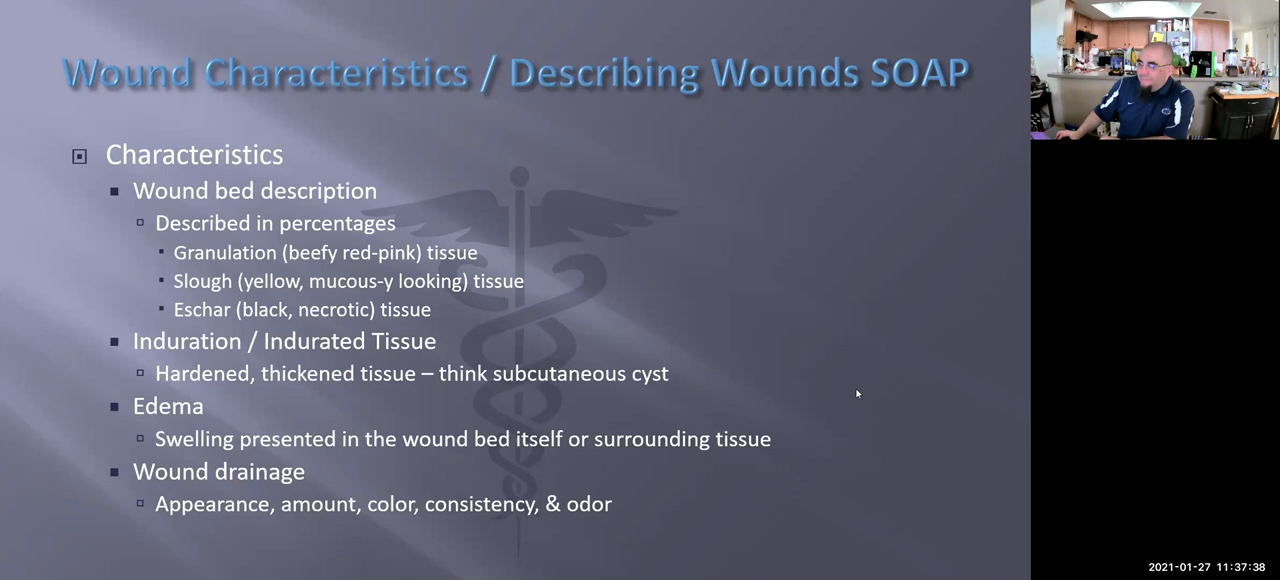 Wound Characteristics / Describing Wounds SOAP
Characteristics
Wound bed description
Described in percentages
Granulation (beefy red-pink) tissue
Slough (yellow, mucous-y looking) tissue
Eschar (black, necrotic) tissue
Induration / Indurated Tissue
Hardened, thickened tissue – think subcutaneous cyst
Edema
Swelling presented in the wound bed itself or surrounding tissue
Wound drainage
Appearance, amount, color, consistency, & odor
2021-01-27 11:37:38